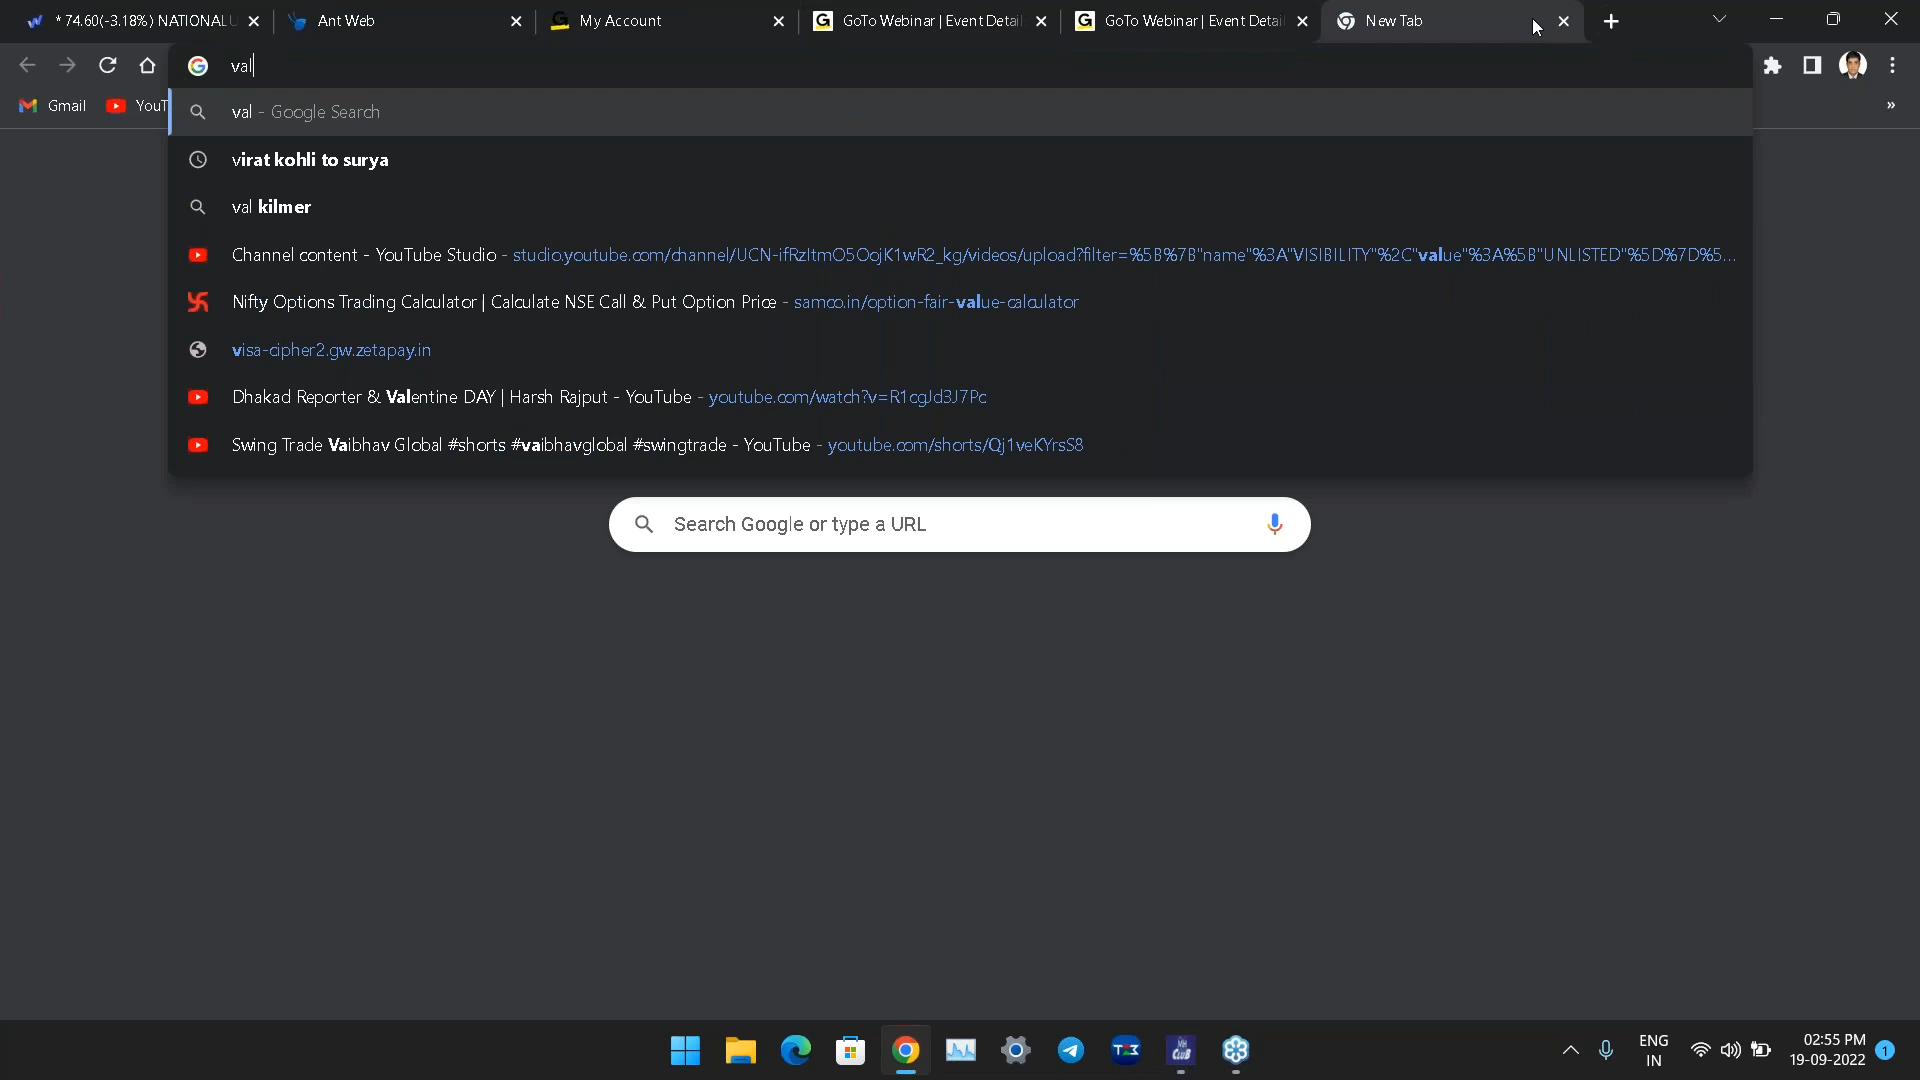 * 74.60(-3.18%) NATIONALU
Ant Web
My Account
GoTo Webinar | Event Detail
GoTo Webinar | Event Detail
New Tab
val
Gmail
YouT
»
val - Google Search
virat kohli to surya
val kilmer
Channel content - YouTube Studio - studio.youtube.com/channel/UCN-ifRzItmO5OojK1wR2_kg/videos/upload?filter=%5B%7B"name"%3A"VISIBILITY"%2C"value"%3A%5B"UNLISTED"%5D%7D%5...
Nifty Options Trading Calculator | Calculate NSE Call & Put Option Price - samco.in/option-fair-value-calculator
visa-cipher2.gw.zetapay.in
Dhakad Reporter & Valentine DAY | Harsh Rajput - YouTube - youtube.com/watch?v=R1cgJd3J7Pc
Swing Trade Vaibhav Global #shorts #vaibhavglobal #swingtrade - YouTube - youtube.com/shorts/Qj1veKYrsS8
Search Google or type a URL
ENG
IN
02:55 PM
19-09-2022
1